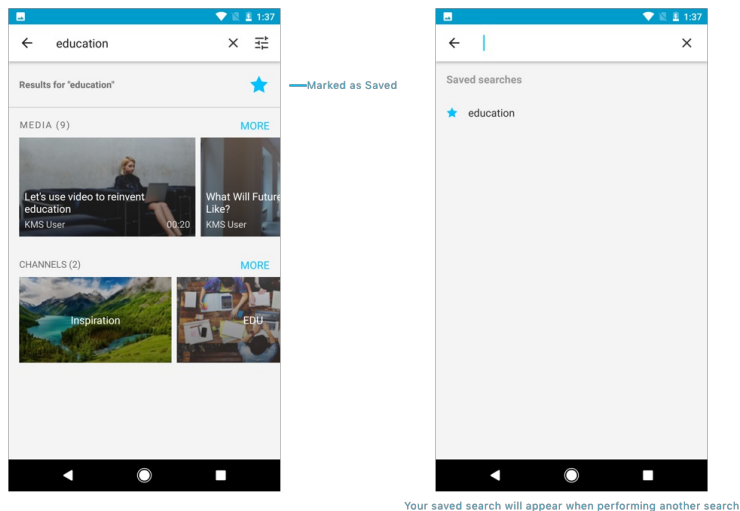 1:37
education
Results for "education"
Marked as Saved
MEDIA (9)
MORE
Let's use video to reinvent
education
KMS User
00:20
What Will Future
Like?
KMS User
CHANNELS (2)
MORE
Inspiration
EDU
1:37
Saved searches
education
Your saved search will appear when performing another search